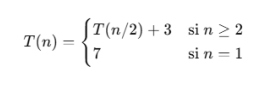 T(n) = { T(n/2) + 3 si n ≥ 2
7 si n = 1